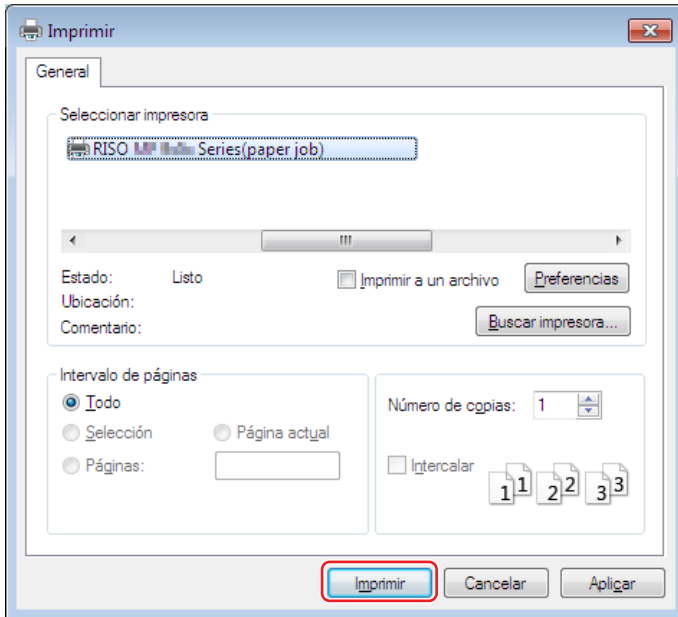 Imprimir
General
Seleccionar impresora
RISO Series(paper job)
Estado: Listo
Imprimir a un archivo
Preferencias
Ubicación:
Comentario:
Buscar impresora...
Intervalo de páginas
Todo
Selección
Página actual
Páginas:
Número de copias: 1
Intercalar
1 1 2 2 3 3
Imprimir
Cancelar
Aplicar